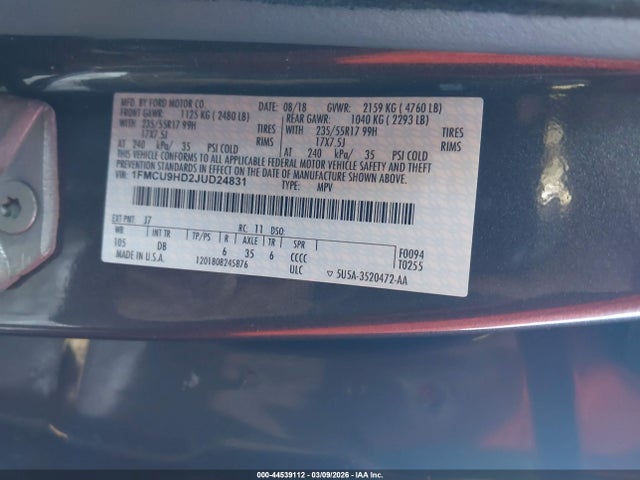 MFD. BY FORD MOTOR CO. DATE: 08/18 GVWR: 2159 KG ( 4760 LB)
FRONT GAWR: 1125 KG ( 2480 LB) REAR GAWR: 1040 KG ( 2293 LB)
WITH 235/55R17 99H TIRES WITH 235/55R17 99H TIRES
17X7.5J 17X7.5J
AT 240 kPa/ 35 PSI COLD AT 240 kPa/ 35 PSI COLD
THIS VEHICLE CONFORMS TO ALL APPLICABLE FEDERAL MOTOR VEHICLE SAFETY AND THEFT
PREVENTION STANDARDS IN EFFECT ON THE DATE OF MANUFACTURE SHOWN ABOVE.
VIN: 1FMCU9HD2JUD24831 TYPE: MPV
EXT PNT: J7 RC: 11 DSO:
WB INT TR TP/PS R AXLE TR SPR F0094
105 DB 6 35 6 CCCC T0255
MADE IN U.S.A. 1201808245876 ULC ▽ 5U5A-3520472-AA
000-44539112 - 03/09/2026 - IAA Inc.